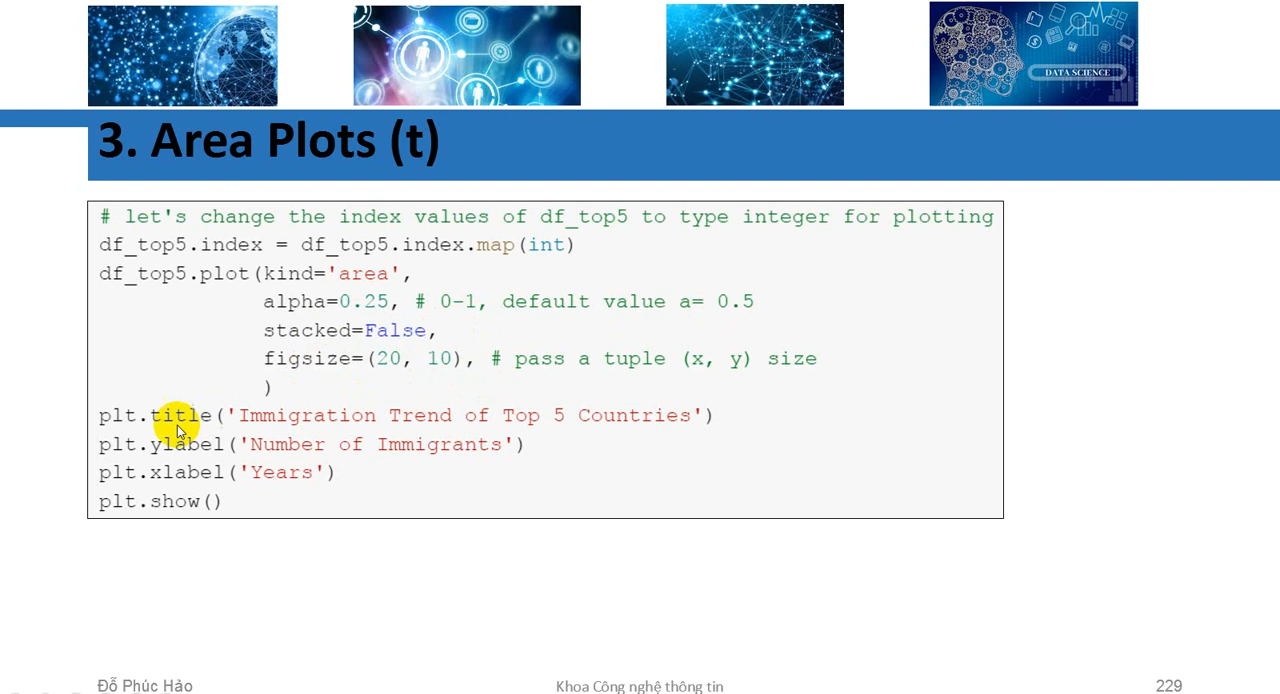 DATA SCIENCE
3. Area Plots (t)
# let's change the index values of df_top5 to type integer for plotting
df_top5.index = df_top5.index.map(int)
df_top5.plot(kind='area',
alpha=0.25, # 0-1, default value a= 0.5
stacked=False,
figsize=(20, 10), # pass a tuple (x, y) size
)
plt.title('Immigration Trend of Top 5 Countries')
plt.ylabel('Number of Immigrants')
plt.xlabel('Years')
plt.show()
Đỗ Phúc Hảo
Khoa Công nghệ thông tin
229